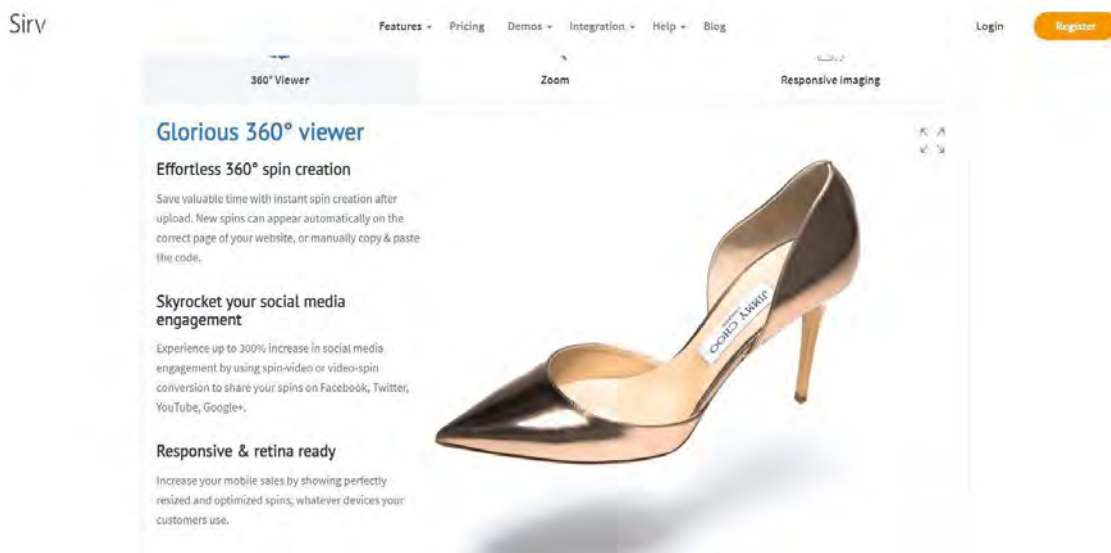 Sirv
Features
Pricing
Demos
Integration
Help
Blog
Login
Register
360° Viewer
Zoom
Responsive imaging
Glorious 360° viewer
Effortless 360° spin creation
Save valuable time with instant spin creation after
upload. New spins can appear automatically on the
correct page of your website, or manually copy & paste
the code.
Skyrocket your social media
engagement
Experience up to 300% increase in social media
engagement by using spin-video or video-spin
conversion to share your spins on Facebook, Twitter,
YouTube, Google+.
Responsive & retina ready
Increase your mobile sales by showing perfectly
resized and optimized spins, whatever devices your
customers use.
JIMMY CHOO